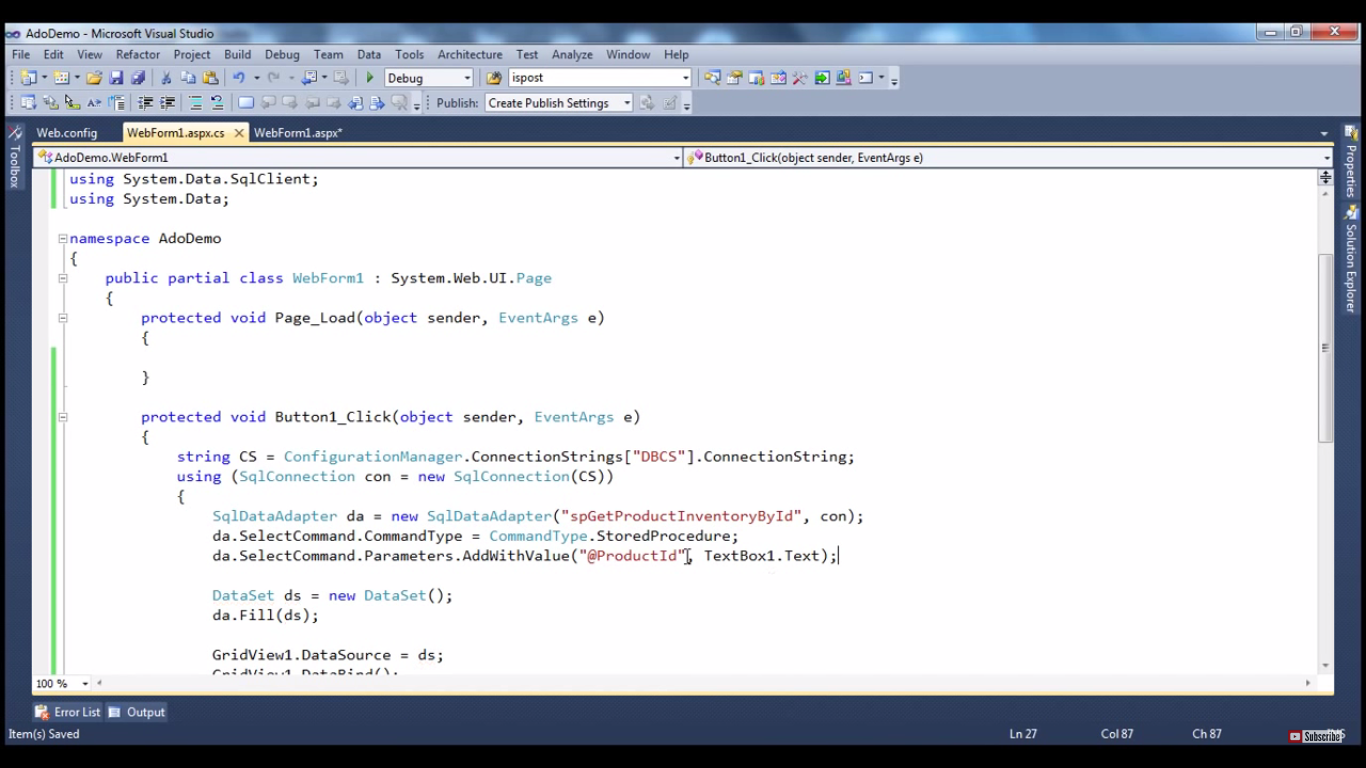 AdoDemo - Microsoft Visual Studio
File Edit View Refactor Project Build Debug Team Data Tools Architecture Test Analyze Window Help
Debug ispost
Publish: Create Publish Settings
Web.config WebForm1.aspx.cs WebForm1.aspx*
AdoDemo.WebForm1 Button1_Click(object sender, EventArgs e)
Toolbox
Properties
Solution Explorer
using System.Data.SqlClient;
using System.Data;
namespace AdoDemo
{
public partial class WebForm1 : System.Web.UI.Page
{
protected void Page_Load(object sender, EventArgs e)
{
}
protected void Button1_Click(object sender, EventArgs e)
{
string CS = ConfigurationManager.ConnectionStrings["DBCS"].ConnectionString;
using (SqlConnection con = new SqlConnection(CS))
{
SqlDataAdapter da = new SqlDataAdapter("spGetProductInventoryById", con);
da.SelectCommand.CommandType = CommandType.StoredProcedure;
da.SelectCommand.Parameters.AddWithValue("@ProductId", TextBox1.Text);
DataSet ds = new DataSet();
da.Fill(ds);
GridView1.DataSource = ds;
GridView1.DataBind();
100 %
Error List Output
Item(s) Saved Ln 27 Col 87 Ch 87
Subscribe